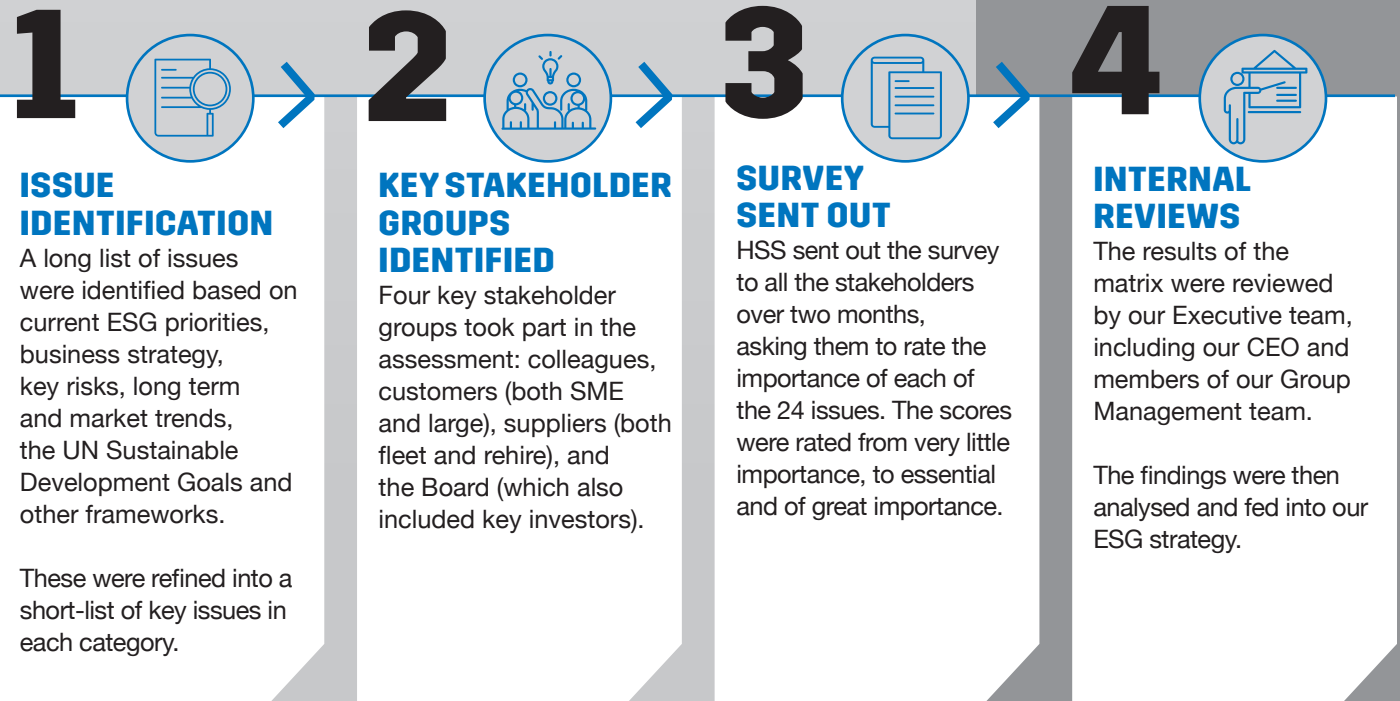 1
ISSUE
IDENTIFICATION
A long list of issues
were identified based on
current ESG priorities,
business strategy,
key risks, long term
and market trends,
the UN Sustainable
Development Goals and
other frameworks.
These were refined into a
short-list of key issues in
each category.
2
KEY STAKEHOLDER
GROUPS
IDENTIFIED
Four key stakeholder
groups took part in the
assessment: colleagues,
customers (both SME
and large), suppliers (both
fleet and rehire), and
the Board (which also
included key investors).
3
SURVEY
SENT OUT
HSS sent out the survey
to all the stakeholders
over two months,
asking them to rate the
importance of each of
the 24 issues. The scores
were rated from very little
importance, to essential
and of great importance.
4
INTERNAL
REVIEWS
The results of the
matrix were reviewed
by our Executive team,
including our CEO and
members of our Group
Management team.
The findings were then
analysed and fed into our
ESG strategy.